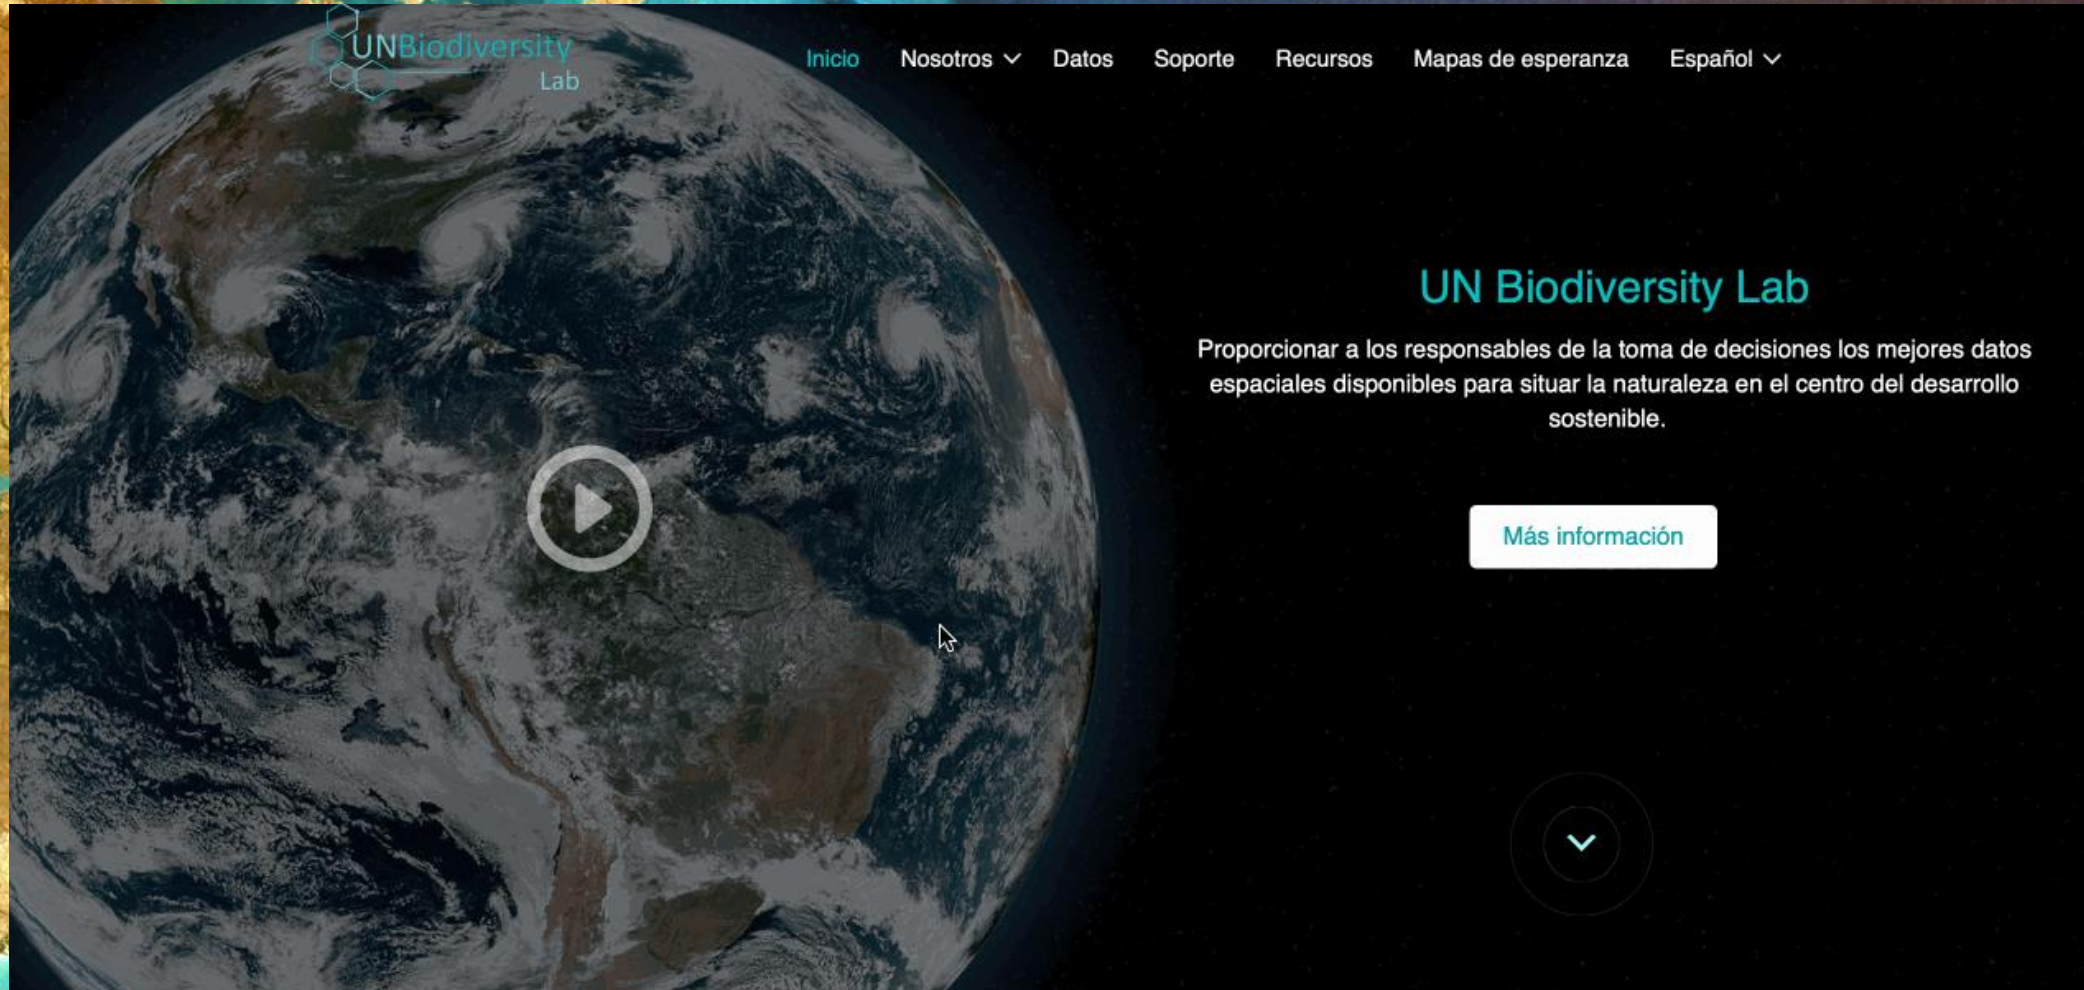 UNBiodiversity
Lab
Inicio
Nosotros
Datos
Soporte
Recursos
Mapas de esperanza
Español
UN Biodiversity Lab
Proporcionar a los responsables de la toma de decisiones los mejores datos
espaciales disponibles para situar la naturaleza en el centro del desarrollo
sostenible.
Más información